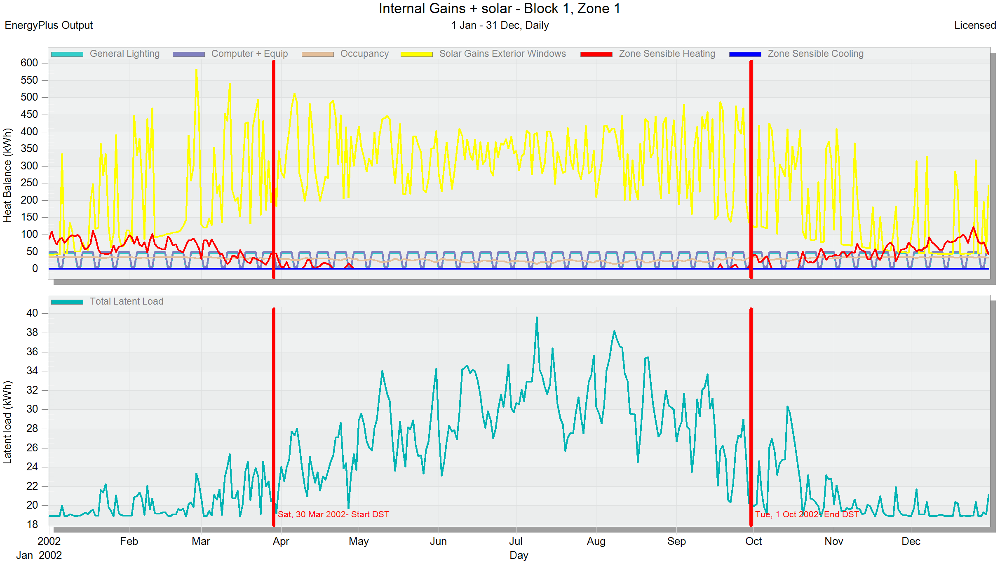 Internal Gains + solar - Block 1, Zone 1
EnergyPlus Output
1 Jan - 31 Dec, Daily
Licensed
General Lighting
Computer + Equip
Occupancy
Solar Gains Exterior Windows
Zone Sensible Heating
Zone Sensible Cooling
Heat Balance (kWh)
600
550
500
450
400
350
300
250
200
150
100
50
0
Total Latent Load
Latent load (kWh)
40
38
36
34
32
30
28
26
24
22
20
18
Sat, 30 Mar 2002- Start DST
Tue, 1 Oct 2002- End DST
2002 Feb Mar Apr May Jun Jul Aug Sep Oct Nov Dec
Jan 2002
Day